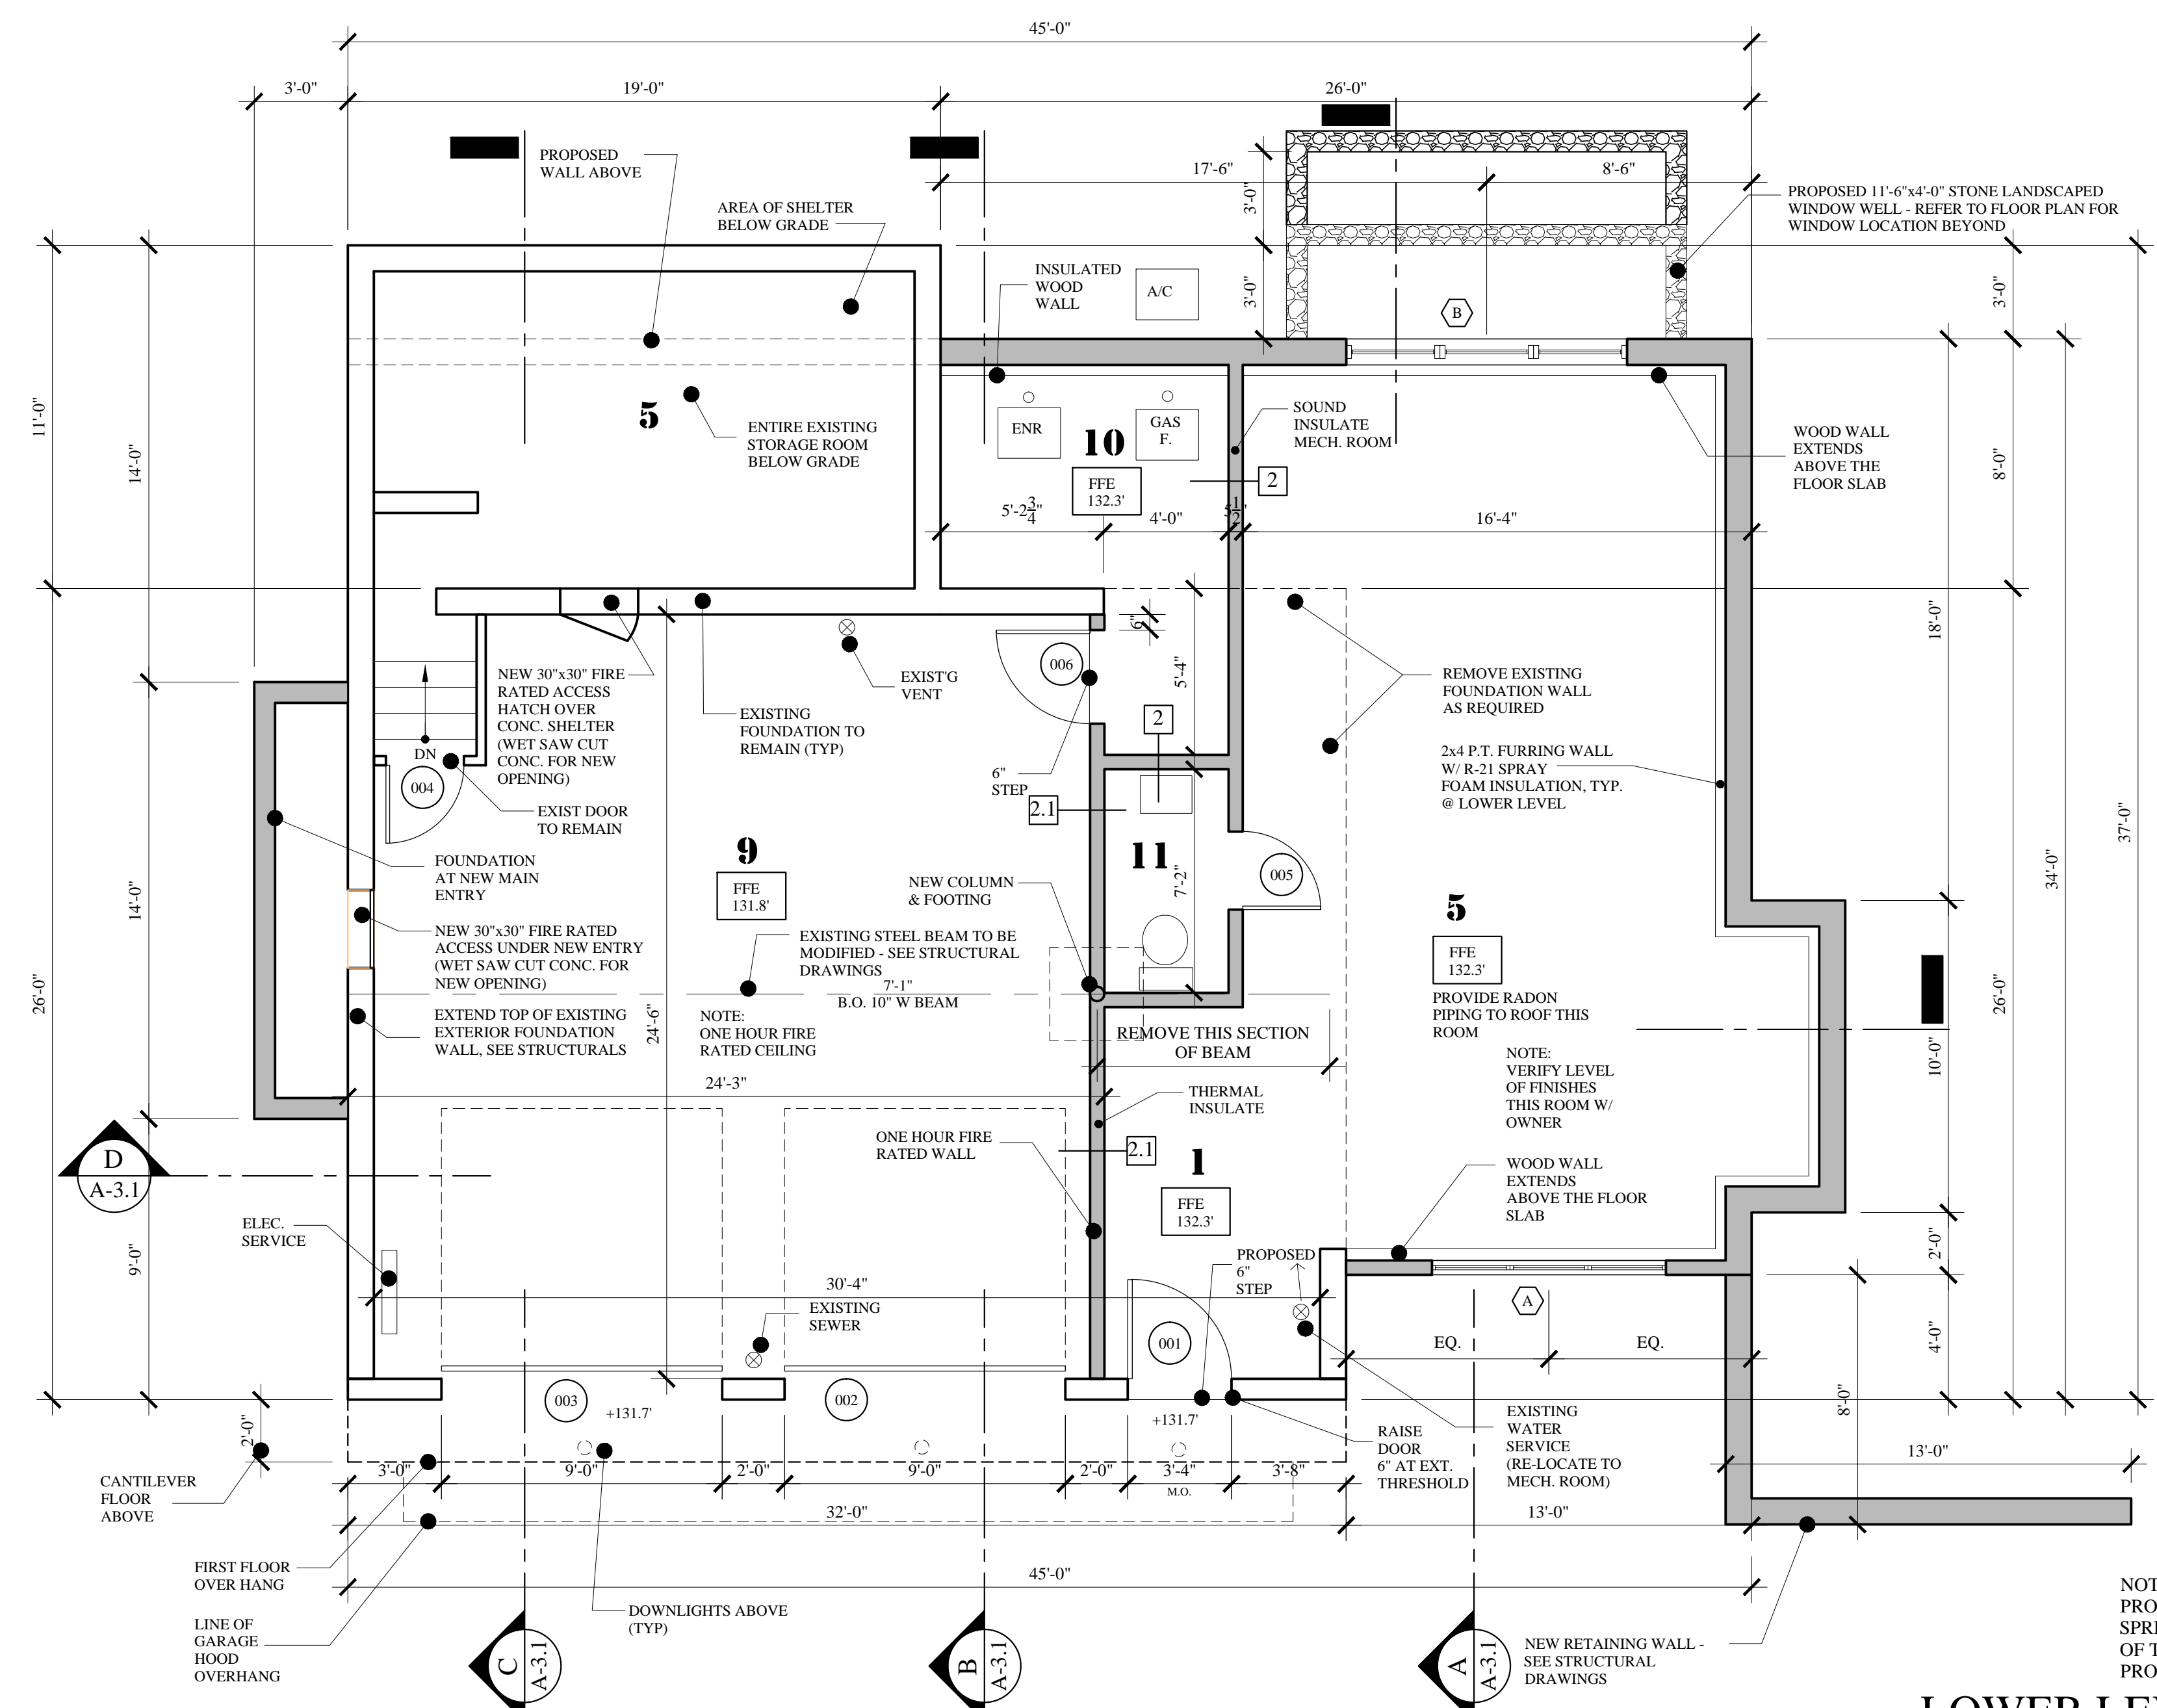 45'-0"
3'-0"
19'-0"
26'-0"
PROPOSED
WALL ABOVE
17'-6"
8'-6"
3'-0"
PROPOSED 11'-6"x4'-0" STONE LANDSCAPED
WINDOW WELL - REFER TO FLOOR PLAN FOR
WINDOW LOCATION BEYOND
AREA OF SHELTER
BELOW GRADE
INSULATED
WOOD
WALL
A/C
3'-0"
B
3'-0"
11'-0"
14'-0"
5
ENTIRE EXISTING
STORAGE ROOM
BELOW GRADE
ENR
10
GAS
F.
SOUND
INSULATE
MECH. ROOM
WOOD WALL
EXTENDS
ABOVE THE
FLOOR SLAB
8'-0"
FFE
132.3'
2
5'-2 3/4"
4'-0"
5 1/2"
16'-4"
18'-0"
6"
006
5'-4"
NEW 30"x30" FIRE
RATED ACCESS
HATCH OVER
CONC. SHELTER
(WET SAW CUT
CONC. FOR NEW
OPENING)
EXIST'G
VENT
EXISTING
FOUNDATION TO
REMAIN (TYP)
REMOVE EXISTING
FOUNDATION WALL
AS REQUIRED
2
DN
004
6"
STEP
2.1
2x4 P.T. FURRING WALL
W/ R-21 SPRAY
FOAM INSULATION, TYP.
@ LOWER LEVEL
EXIST DOOR
TO REMAIN
37'-0"
34'-0"
9
FFE
131.8'
11
7'-2"
005
FOUNDATION
AT NEW MAIN
ENTRY
14'-0"
NEW COLUMN
& FOOTING
5
FFE
132.3'
NEW 30"x30" FIRE RATED
ACCESS UNDER NEW ENTRY
(WET SAW CUT CONC. FOR
NEW OPENING)
EXISTING STEEL BEAM TO BE
MODIFIED - SEE STRUCTURAL
DRAWINGS
7'-1"
B.O. 10" W BEAM
26'-0"
26'-0"
PROVIDE RADON
PIPING TO ROOF THIS
ROOM
EXTEND TOP OF EXISTING
EXTERIOR FOUNDATION
WALL, SEE STRUCTURALS
24'-6"
NOTE:
ONE HOUR FIRE
RATED CEILING
REMOVE THIS SECTION
OF BEAM
NOTE:
VERIFY LEVEL
OF FINISHES
THIS ROOM W/
OWNER
10'-0"
24'-3"
THERMAL
INSULATE
D
A-3.1
ONE HOUR FIRE
RATED WALL
2.1
1
FFE
132.3'
WOOD WALL
EXTENDS
ABOVE THE FLOOR
SLAB
ELEC.
SERVICE
9'-0"
2'-0"
PROPOSED
6"
STEP
30'-4"
EXISTING
SEWER
A
001
EQ.
EQ.
4'-0"
8'-0"
003
+131.7'
002
+131.7'
2'-0"
RAISE
DOOR
6" AT EXT.
THRESHOLD
EXISTING
WATER
SERVICE
(RE-LOCATE TO
MECH. ROOM)
13'-0"
CANTILEVER
FLOOR
ABOVE
3'-0"
9'-0"
2'-0"
9'-0"
2'-0"
3'-4"
M.O.
3'-8"
32'-0"
13'-0"
FIRST FLOOR
OVER HANG
45'-0"
LINE OF
GARAGE
HOOD
OVERHANG
DOWNLIGHTS ABOVE
(TYP)
C
A-3.1
B
A-3.1
A
A-3.1
NEW RETAINING WALL -
SEE STRUCTURAL
DRAWINGS
OF T